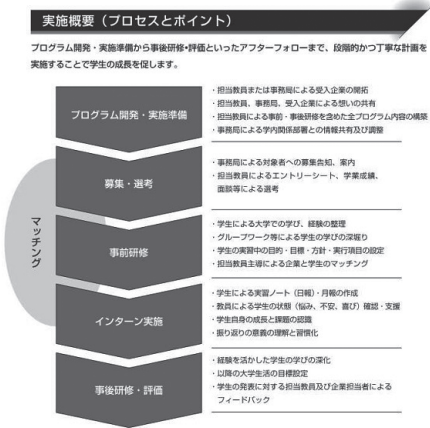 実施概要（プロセスとポイント）
プログラム開発・実施準備から事後研修・評価といったアフターフォローまで、段階的かつ丁寧な計画を
実施することで学生の成長を促します。
プログラム開発・実施準備
・担当教員または事務局による受入企業の開拓
・担当教員、事務局、受入企業による想いの共有
・担当教員による事前・事後研修を含めた全プログラム内容の構築
・事務局による学内関係部署との情報共有及び調整
マッチング
募集・選考
・事務局による対象者への募集告知、案内
・担当教員によるエントリーシート、学業成績、
面談等による選考
事前研修
・学生による大学での学び、経験の整理
・グループワーク等による学生の学びの深堀り
・学生の実習中の目的・目標・方針・実行項目の設定
・担当教員主導による企業と学生のマッチング
インターン実施
・学生による実習ノート（日報）・月報の作成
・教員による学生の状態（悩み、不安、喜び）確認・支援
・学生自身の成長と課題の認識
・振り返りの意義の理解と習慣化
事後研修・評価
・経験を活かした学生の学びの深化
・以降の大学生活の目標設定
・学生の発表に対する担当教員及び企業担当者による
フィードバック